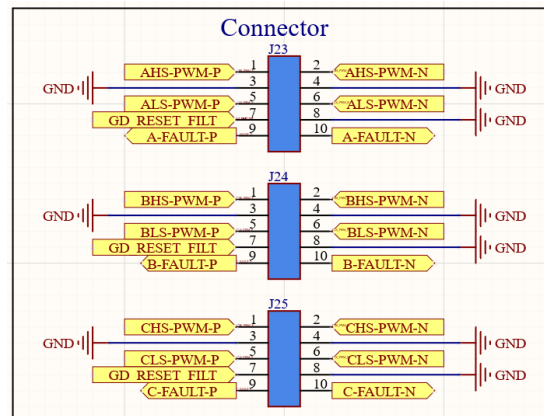 Connector
J23
AHS-PWM-P 1 2 AHS-PWM-N
GND 3 4 GND
ALS-PWM-P 5 6 ALS-PWM-N
GD_RESET_FILT 7 8 GND
A-FAULT-P 9 10 A-FAULT-N
J24
BHS-PWM-P 1 2 BHS-PWM-N
GND 3 4 GND
BLS-PWM-P 5 6 BLS-PWM-N
GD_RESET_FILT 7 8 GND
B-FAULT-P 9 10 B-FAULT-N
J25
CHS-PWM-P 1 2 CHS-PWM-N
GND 3 4 GND
CLS-PWM-P 5 6 CLS-PWM-N
GD_RESET_FILT 7 8 GND
C-FAULT-P 9 10 C-FAULT-N